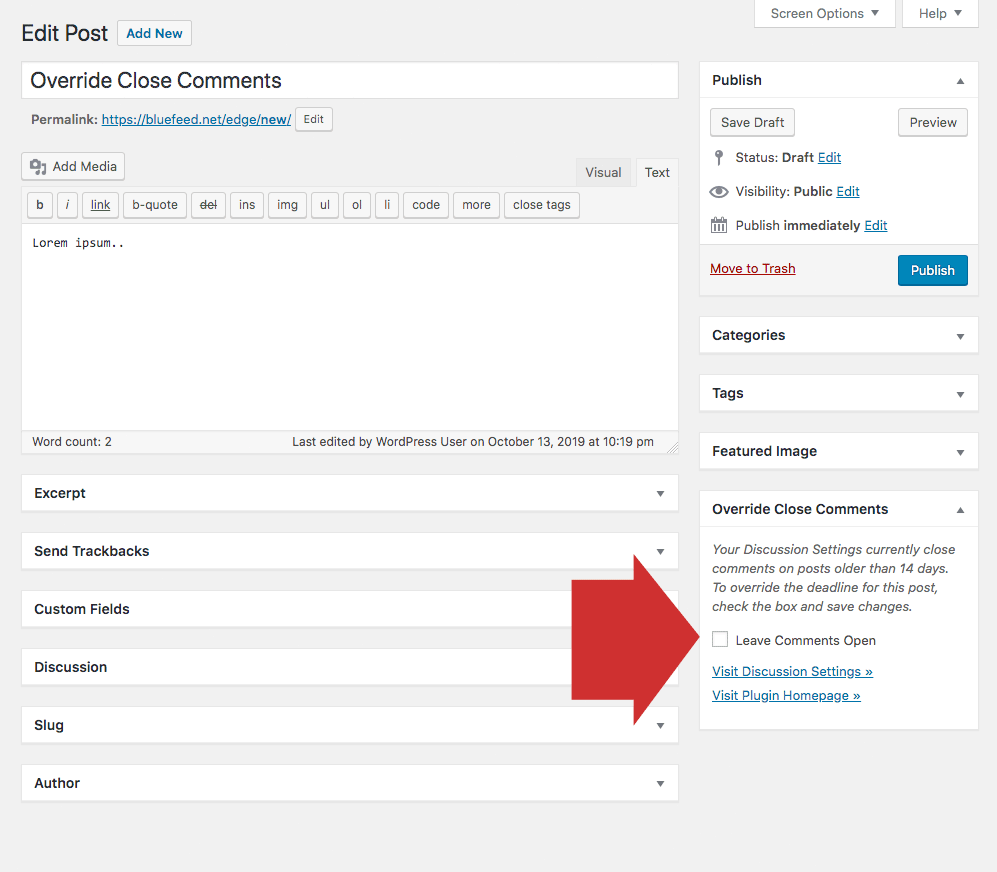 Screen Options Help
Edit Post Add New
Override Close Comments
Permalink: https://bluefeed.net/edge/new/ Edit
Add Media
Visual Text
b i link b-quote del ins img ul ol li code more close tags
Lorem ipsum..
Word count: 2 Last edited by WordPress User on October 13, 2019 at 10:19 pm
Excerpt
Send Trackbacks
Custom Fields
Discussion
Slug
Author
Publish
Save Draft Preview
Status: Draft Edit
Visibility: Public Edit
Publish immediately Edit
Move to Trash Publish
Categories
Tags
Featured Image
Override Close Comments
Your Discussion Settings currently close
comments on posts older than 14 days.
To override the deadline for this post,
check the box and save changes.
Leave Comments Open
Visit Discussion Settings »
Visit Plugin Homepage »